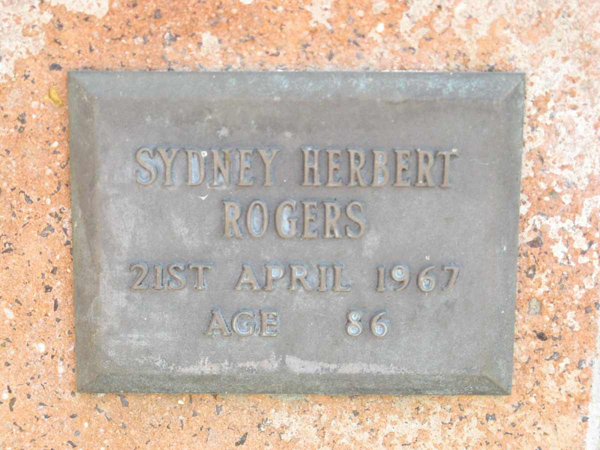 SYDNEY HERBERT
ROGERS
21ST APRIL 1967
AGE 86